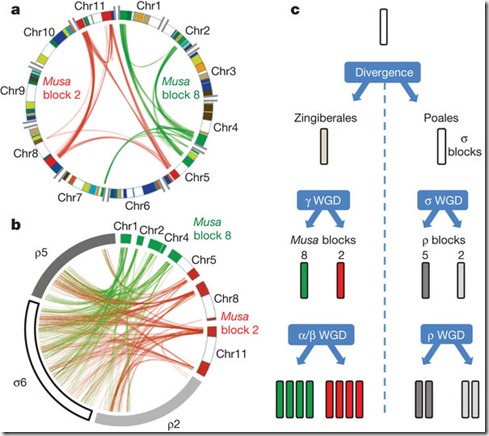 a
Chr11
Chr1
Chr10
Chr2
Musa
block 2
Musa
block 8
Chr3
Chr9
Chr4
Chr8
Chr5
Chr7
Chr6
b
Musa
block 8
Chr1
Chr2
Chr4
ρ5
Chr5
Chr8
Musa
block 2
σ6
Chr11
ρ2
c
Divergence
Zingiberales
Poales
σ
blocks
γ WGD
σ WGD
Musa blocks
ρ blocks
8
2
5
2
α/β WGD
ρ WGD